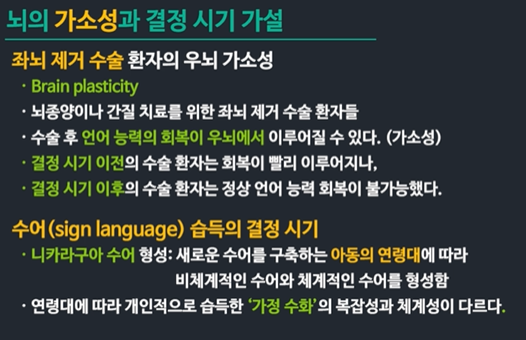 뇌의 가소성과 결정 시기 가설
좌뇌 제거 수술 환자의 우뇌 가소성
· Brain plasticity
· 뇌종양이나 간질 치료를 위한 좌뇌 제거 수술 환자들
· 수술 후 언어 능력의 회복이 우뇌에서 이루어질 수 있다. (가소성)
· 결정 시기 이전의 수술 환자는 회복이 빨리 이루어지나,
· 결정 시기 이후의 수술 환자는 정상 언어 능력 회복이 불가능했다.
수어(sign language) 습득의 결정 시기
· 니카라구아 수어 형성: 새로운 수어를 구축하는 아동의 연령대에 따라
비체계적인 수어와 체계적인 수어를 형성함
· 연령대에 따라 개인적으로 습득한 ‘가정 수화’의 복잡성과 체계성이 다르다.